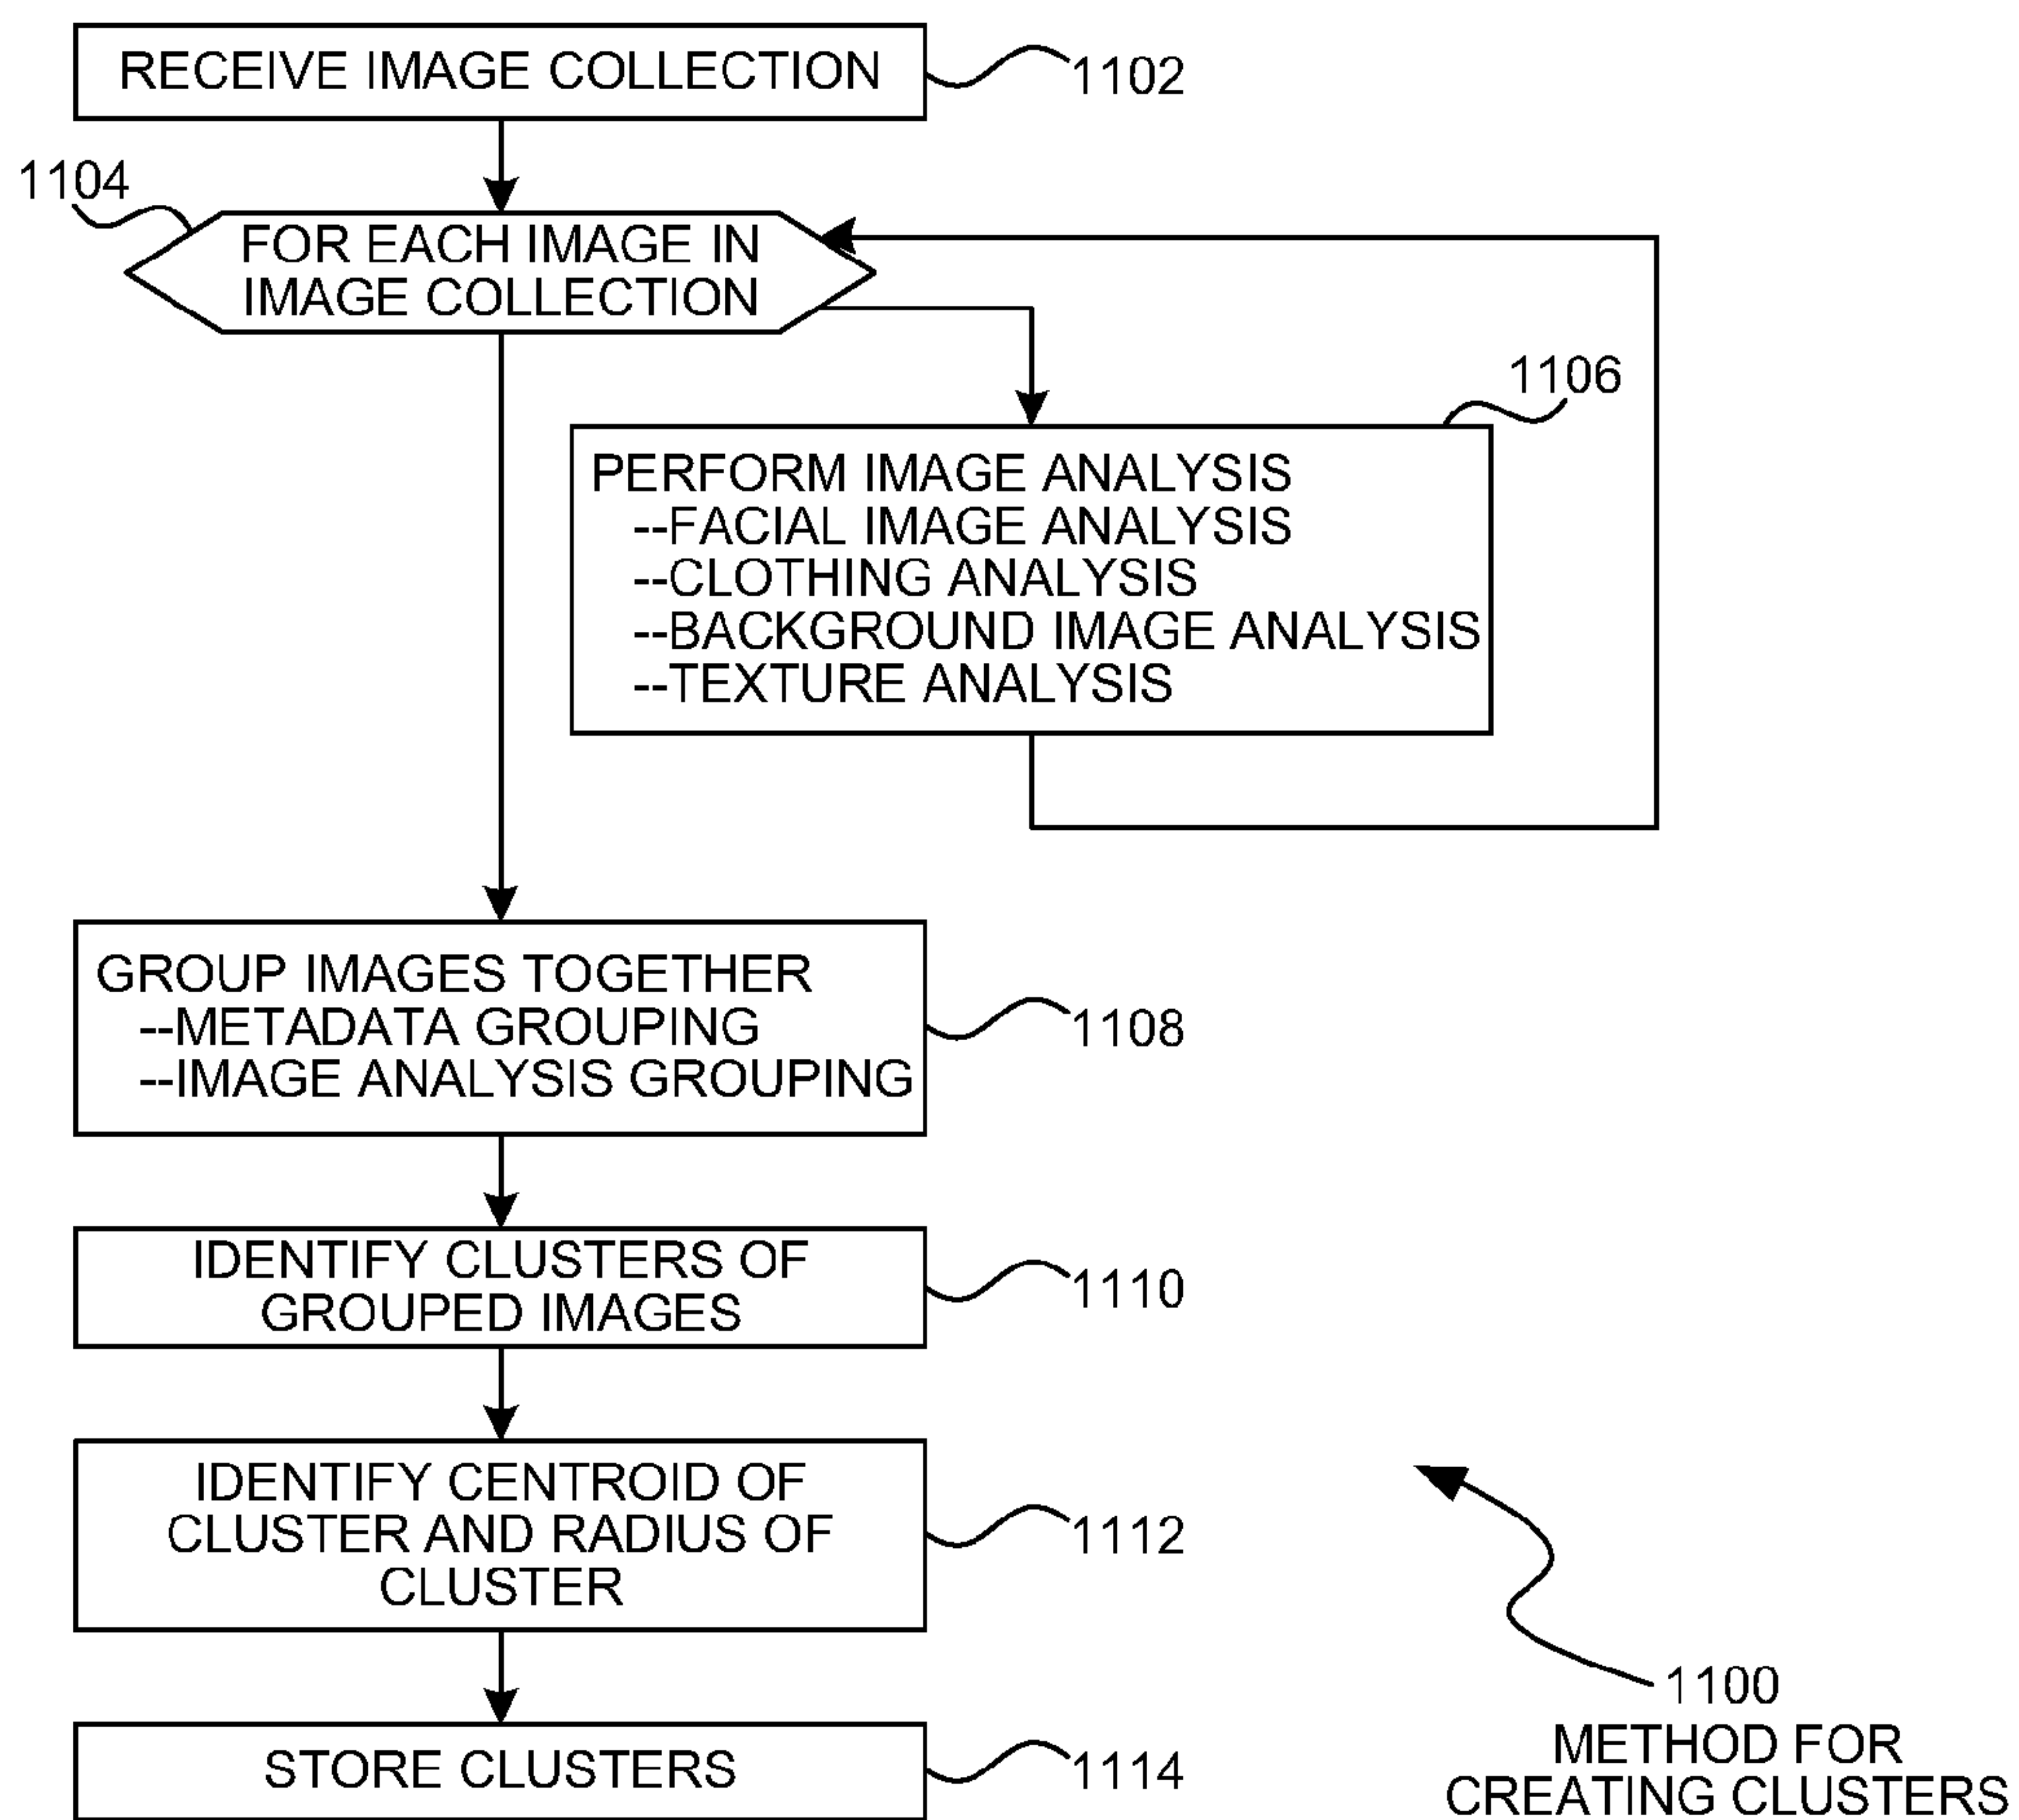 RECEIVE IMAGE COLLECTION
1102
1104
FOR EACH IMAGE IN
IMAGE COLLECTION
1106
PERFORM IMAGE ANALYSIS
--FACIAL IMAGE ANALYSIS
--CLOTHING ANALYSIS
--BACKGROUND IMAGE ANALYSIS
--TEXTURE ANALYSIS
GROUP IMAGES TOGETHER
--METADATA GROUPING
--IMAGE ANALYSIS GROUPING
1108
IDENTIFY CLUSTERS OF
GROUPED IMAGES
1110
IDENTIFY CENTROID OF
CLUSTER AND RADIUS OF
CLUSTER
1112
STORE CLUSTERS
1114
1100
METHOD FOR
CREATING CLUSTERS